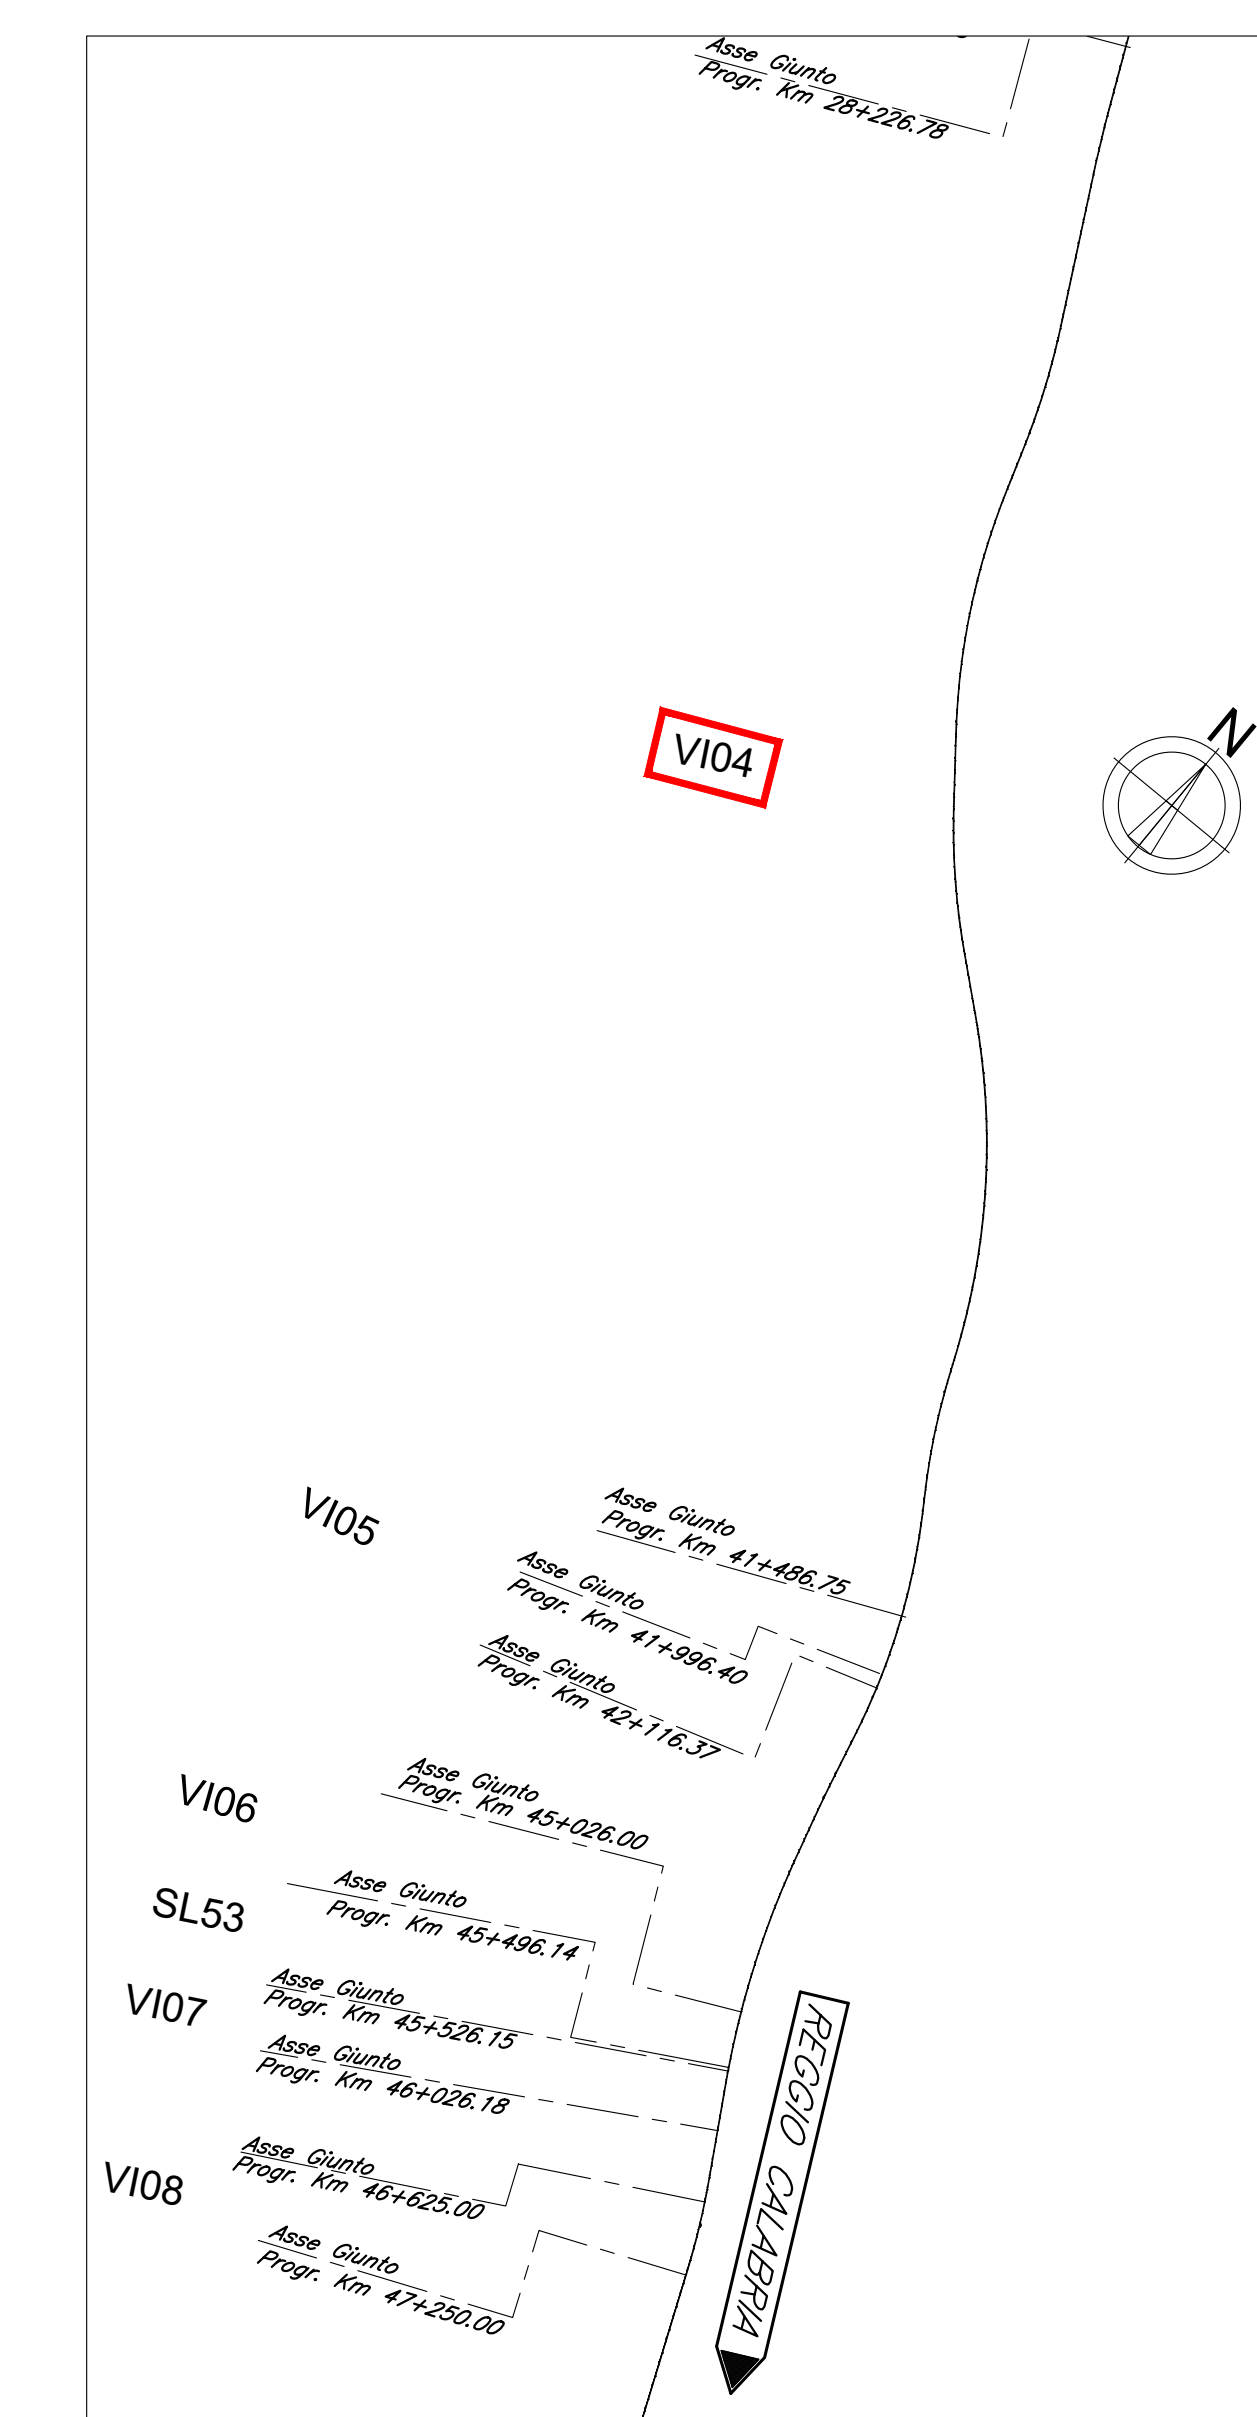 Asse Giunto
Progr. Km 28+226.78
N
VI04
VI05
Asse Giunto
Progr. Km 41+486.75
Asse Giunto
Progr. Km 41+996.40
Asse Giunto
Progr. Km 42+116.37
VI06
Asse Giunto
Progr. Km 45+026.00
SL53
Asse Giunto
Progr. Km 45+496.14
VI07
Asse Giunto
Progr. Km 45+526.15
Asse Giunto
Progr. Km 46+026.18
VI08
Asse Giunto
Progr. Km 46+625.00
Asse Giunto
Progr. Km 47+250.00
REGGIO CALABRIA